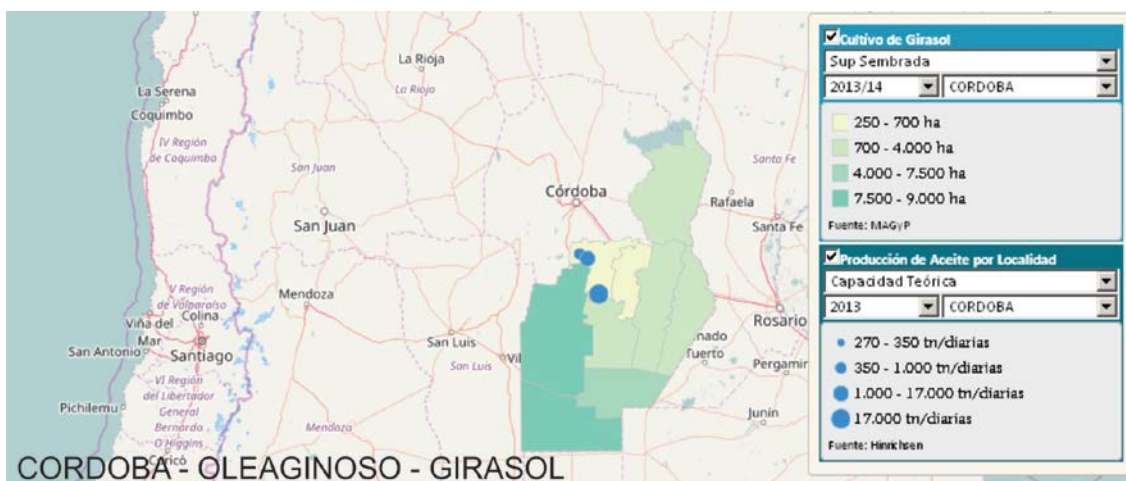 La Rioja
La Rioja
La Serena
Coquimbo
IV Región
de Coquimbo
San Juan
Santa Fe
Córdoba
Rafaela
San Juan
Santa Fe
V Región
de Valparaíso
Mendoza
Viña del
Mar
Colina
San Luis
Rosario
San Antonio
Santiago
San Luis
Vil
nado
Tuerto
Pergamir
VI Región
del Libertador
General
Bernardo
O'Higgins
Pichilemu
Junín
Mendoza
Curicó
CORDOBA - OLEAGINOSO - GIRASOL
Cultivo de Girasol
Sup Sembrada
2013/14 CORDOBA
250 - 700 ha
700 - 4.000 ha
4.000 - 7.500 ha
7.500 - 9.000 ha
Fuente: MAGyP
Producción de Aceite por Localidad
Capacidad Teórica
2013 CORDOBA
270 - 350 tn/diarias
350 - 1.000 tn/diarias
1.000 - 17.000 tn/diarias
17.000 tn/diarias
Fuente: Hinrichsen